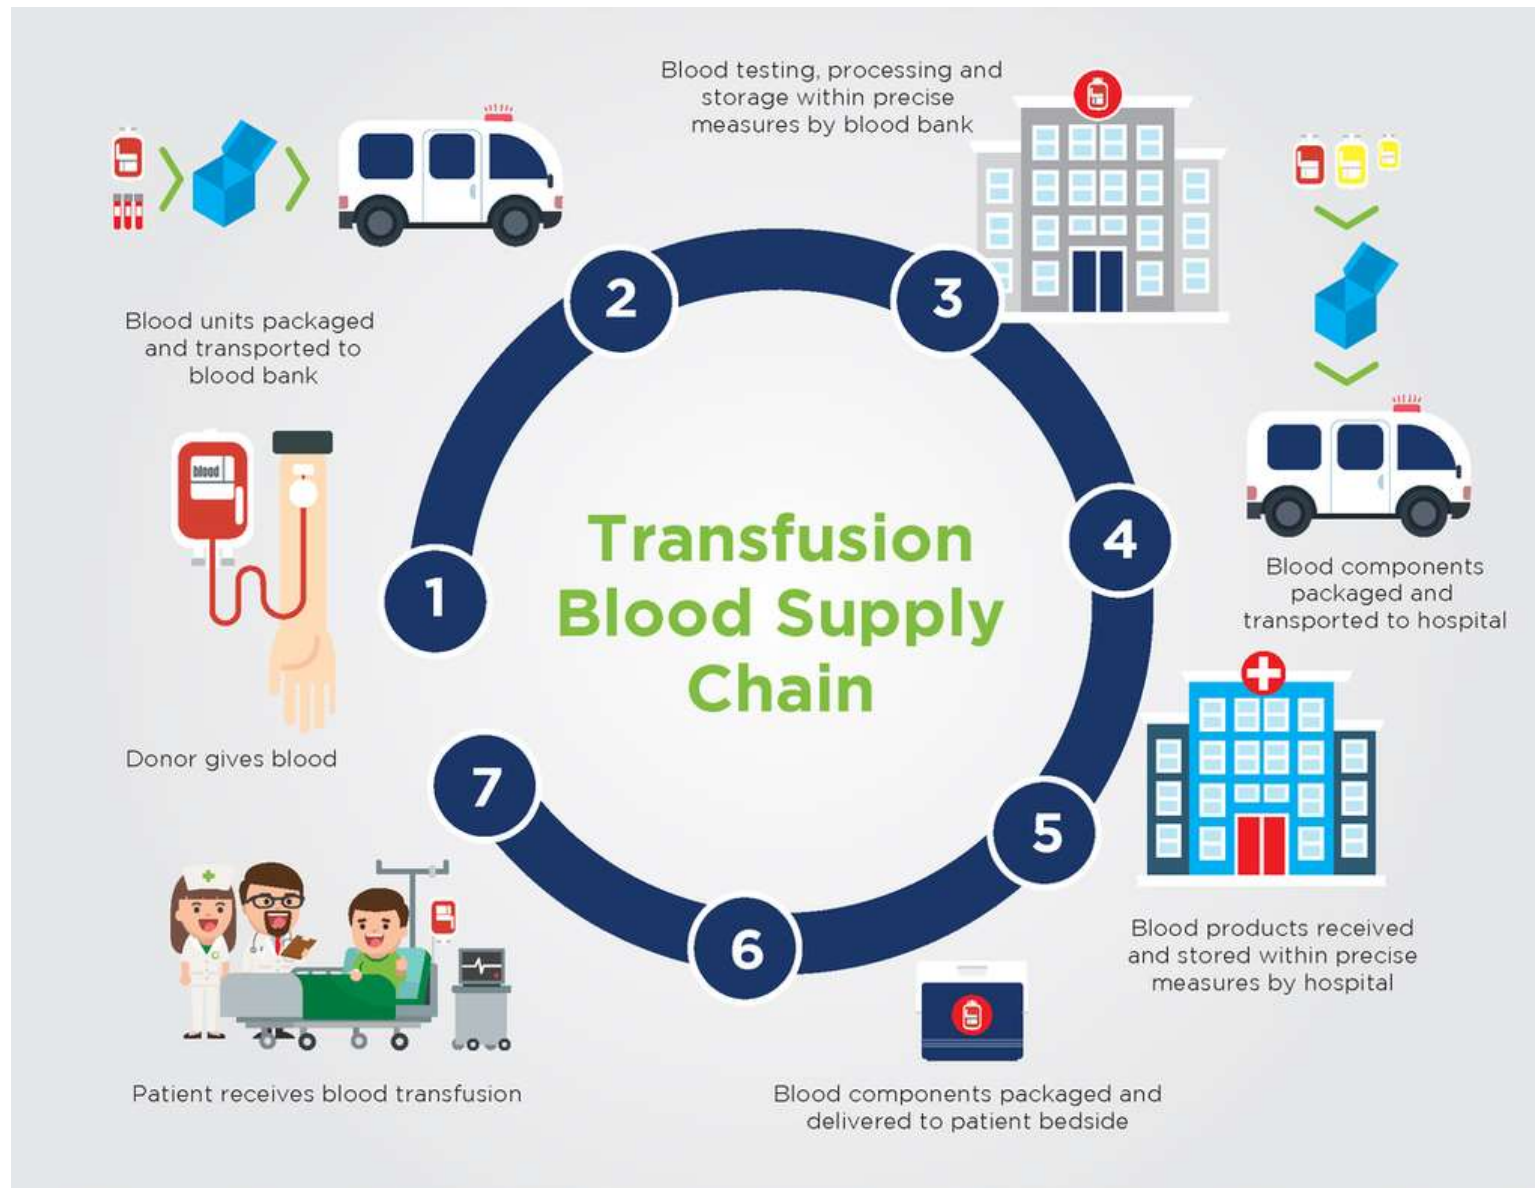 Blood testing, processing and
storage within precise
measures by blood bank
Blood units packaged
and transported to
blood bank
2
3
blood
Transfusion
Blood Supply
Chain
4
Blood components
packaged and
transported to hospital
1
Donor gives blood
7
5
6
Blood products received
and stored within precise
measures by hospital
Patient receives blood transfusion
Blood components packaged and
delivered to patient bedside